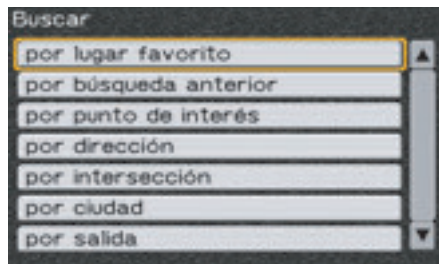 Buscar
por lugar favorito
por búsqueda anterior
por punto de interés
por dirección
por intersección
por ciudad
por salida